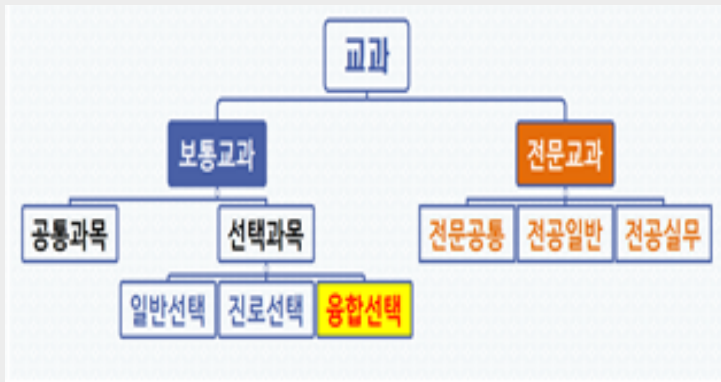 교과
보통교과 전문교과
공통과목 선택과목 전문공통 전공일반 전공실무
일반선택 진로선택 융합선택